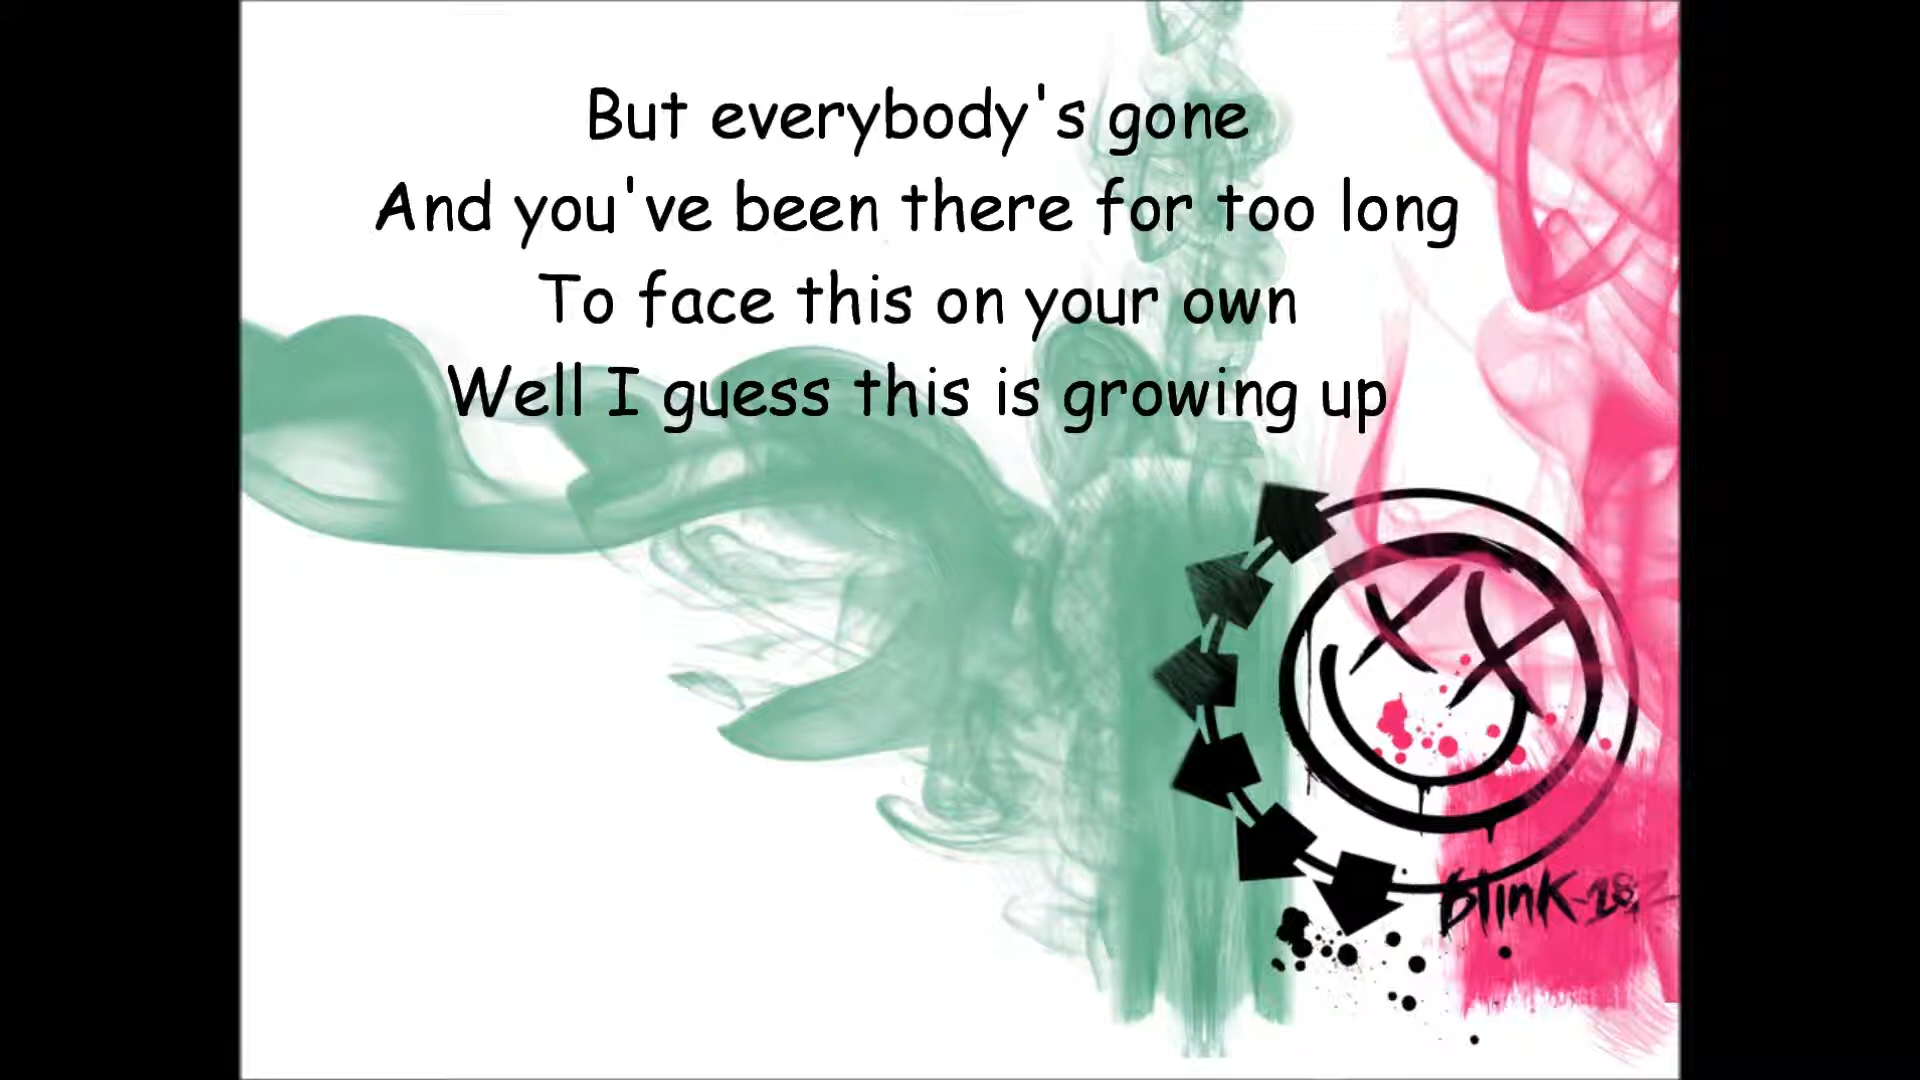 But everybody's gone
And you've been there for too long
To face this on your own
Well I guess this is growing up
blink-182